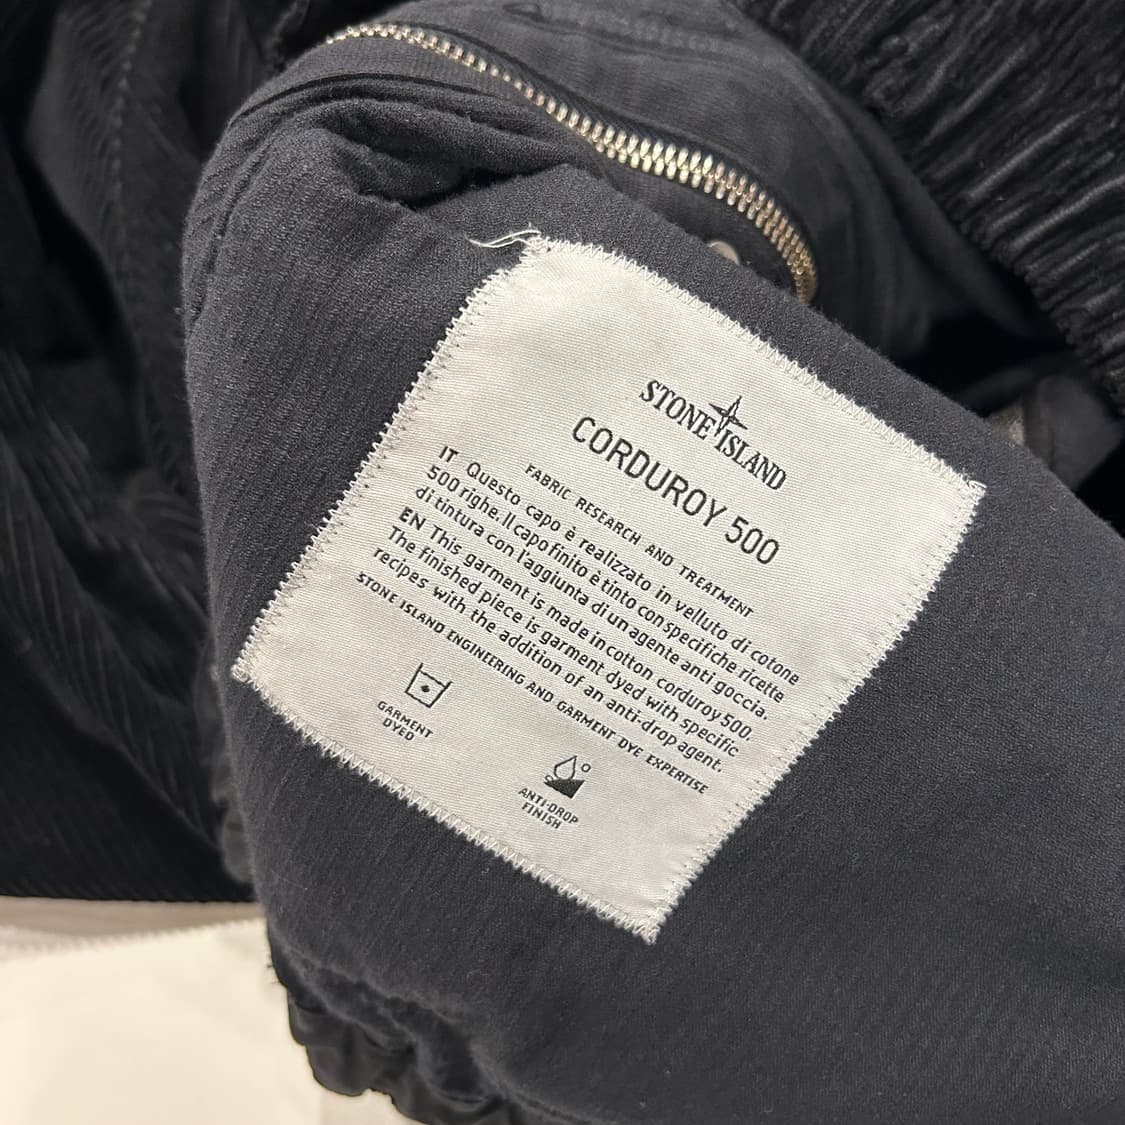 STONE ISLAND
CORDUROY 500
FABRIC RESEARCH AND TREATMENT
IT Questo capo è realizzato in velluto di cotone
500 righe. Il capo finito è tinto con specifiche ricette
di tintura con l'aggiunta di un agente anti goccia.
EN This garment is made in cotton corduroy 500.
The finished piece is garment dyed with specific
recipes with the addition of an anti-drop agent.
STONE ISLAND ENGINEERING AND GARMENT DYE EXPERTISE
GARMENT
DYED
ANTI-DROP
FINISH